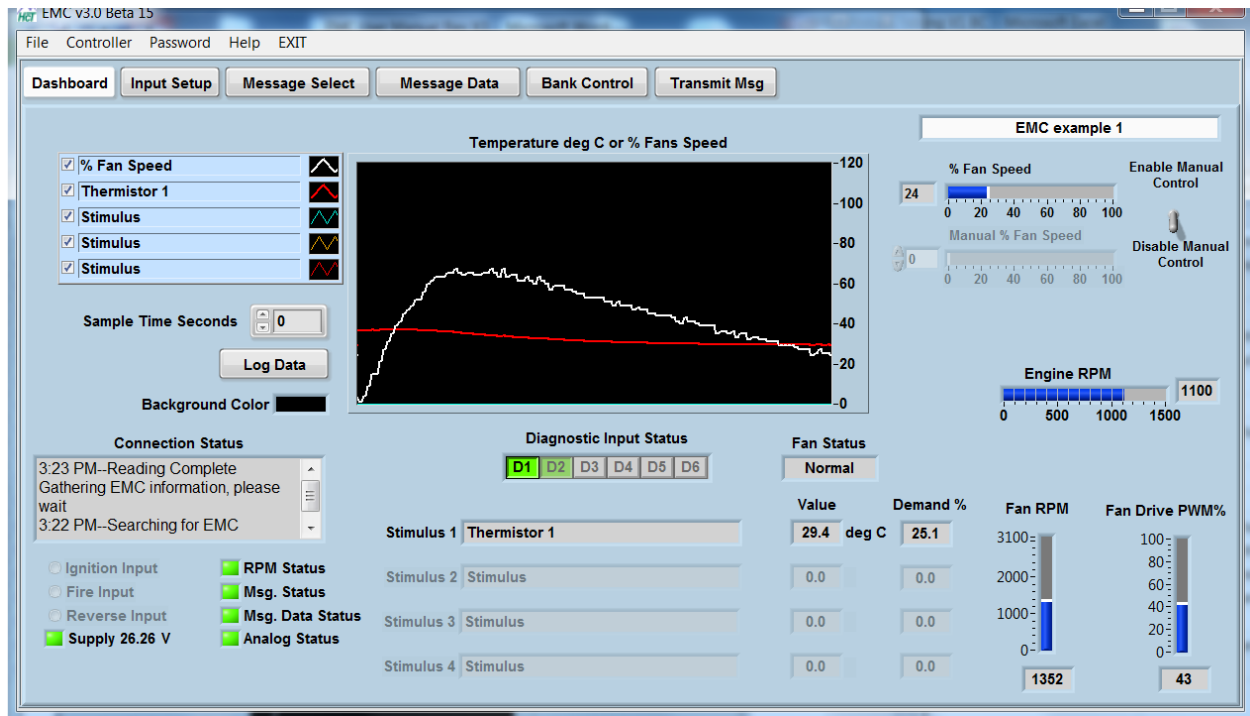 HCT EMC v3.0 Beta 15
File Controller Password Help EXIT
Dashboard Input Setup Message Select Message Data Bank Control Transmit Msg
EMC example 1
Temperature deg C or % Fans Speed
% Fan Speed
Thermistor 1
Stimulus
Stimulus
Stimulus
120
100
80
60
40
20
0
Sample Time Seconds 0
Log Data
Background Color
% Fan Speed
24
0 20 40 60 80 100
Manual % Fan Speed
0
0 20 40 60 80 100
Enable Manual
Control
Disable Manual
Control
Engine RPM
1100
0 500 1000 1500
Connection Status
3:23 PM--Reading Complete
Gathering EMC information, please
wait
3:22 PM--Searching for EMC
Diagnostic Input Status
D1 D2 D3 D4 D5 D6
Fan Status
Normal
Value Demand %
Stimulus 1 Thermistor 1 29.4 deg C 25.1
Stimulus 2 Stimulus 0.0 0.0
Stimulus 3 Stimulus 0.0 0.0
Stimulus 4 Stimulus 0.0 0.0
Ignition Input
Fire Input
Reverse Input
Supply 26.26 V
RPM Status
Msg. Status
Msg. Data Status
Analog Status
Fan RPM
3100
2000
1000
0
1352
Fan Drive PWM%
100
80
60
40
20
0
43